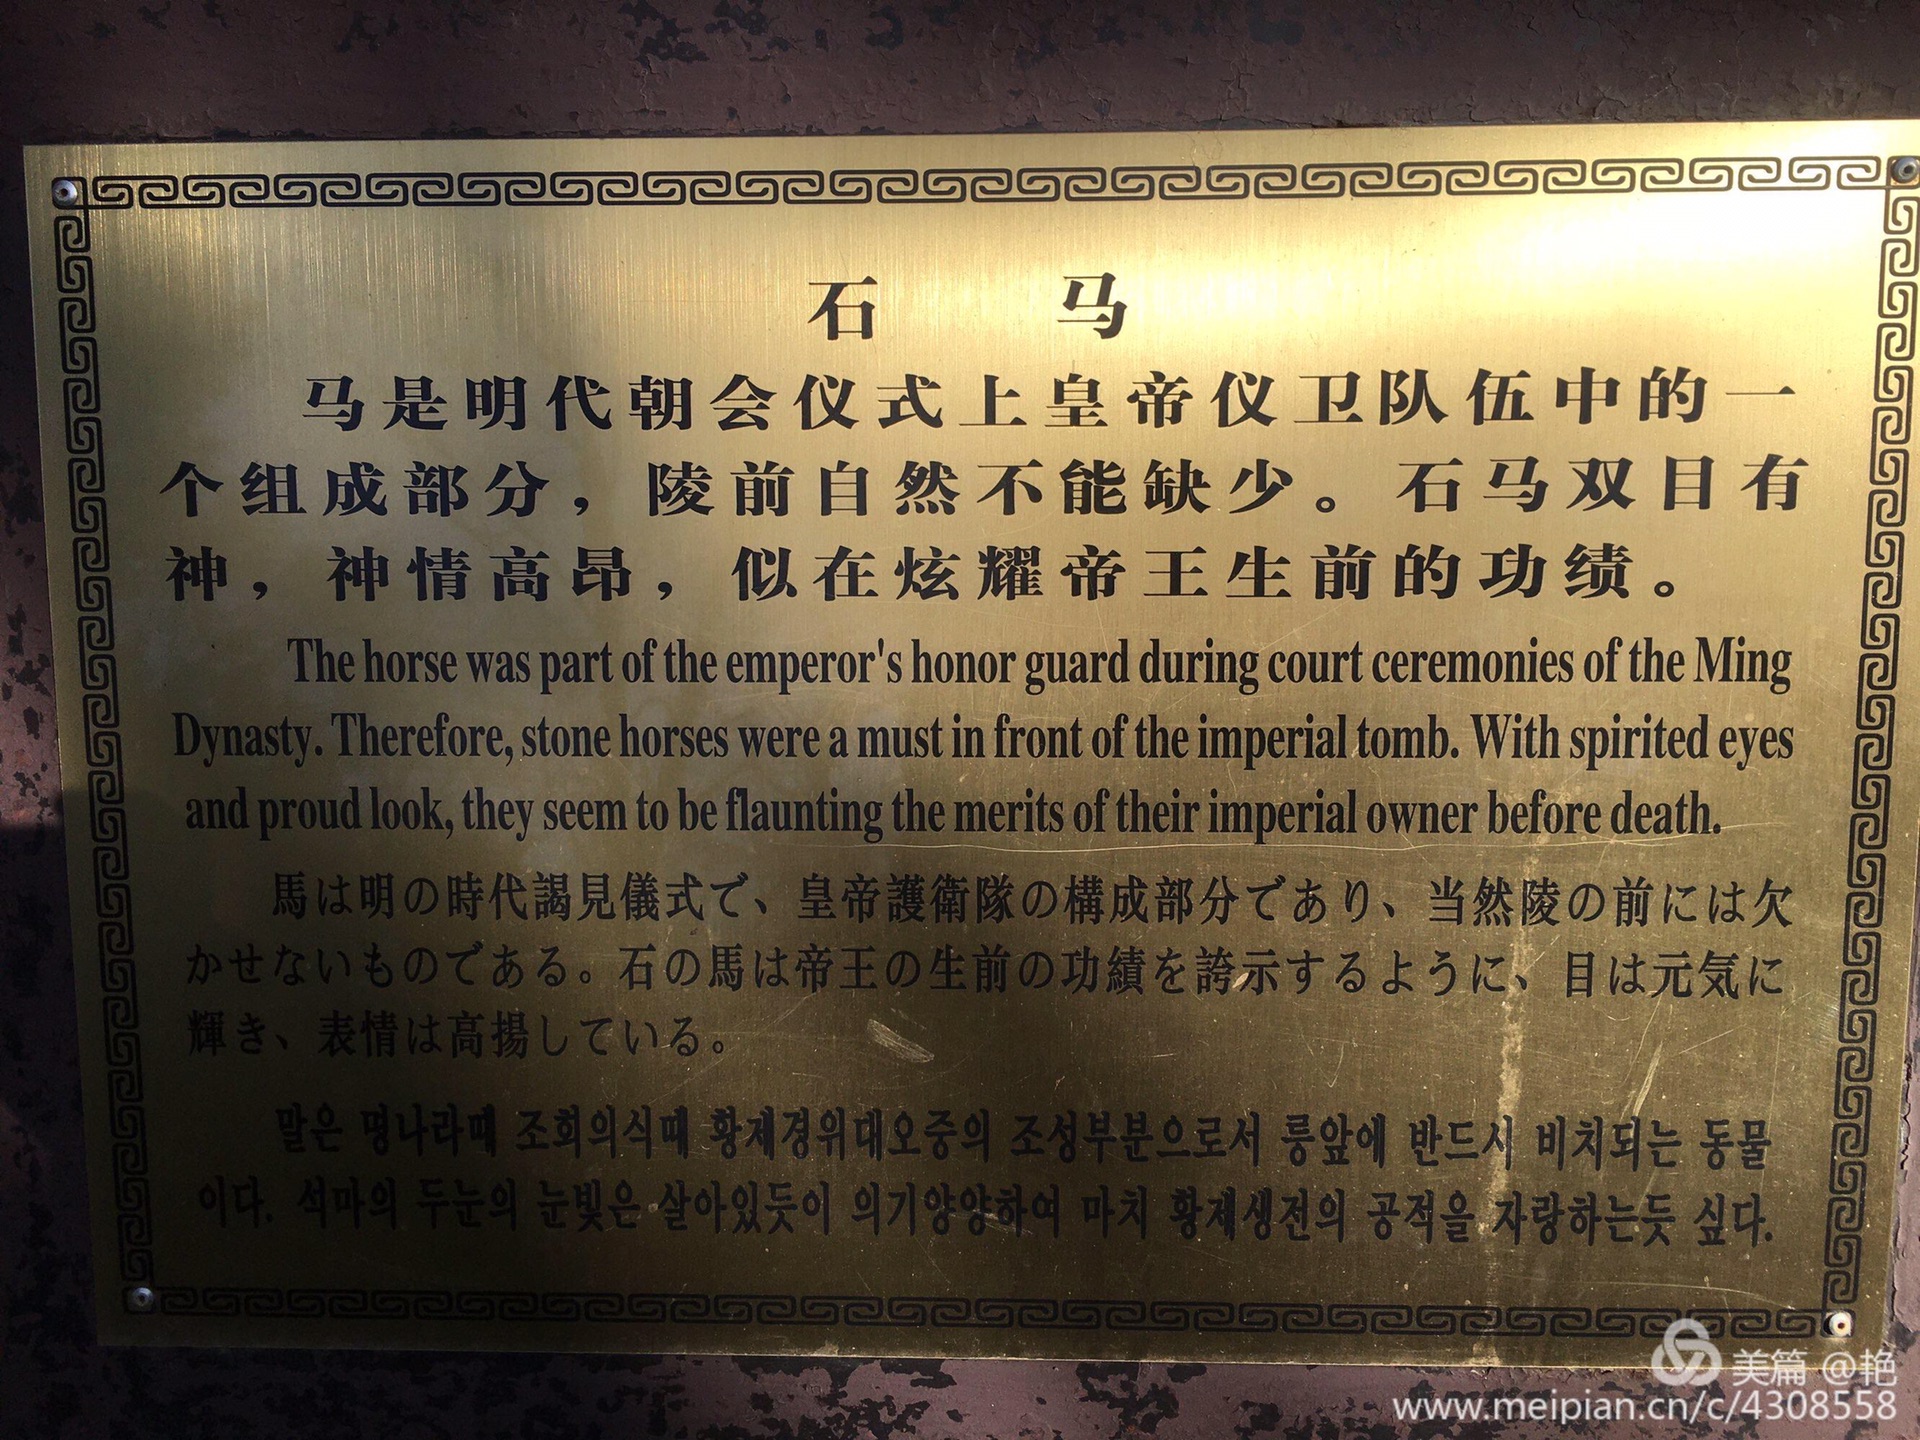 石 马
马是明代朝会仪式上皇帝仪卫队伍中的一
个组成部分，陵前自然不能缺少。石马双目有
神，神情高昂，似在炫耀帝王生前的功绩。
The horse was part of the emperor's honor guard during court ceremonies of the Ming
Dynasty. Therefore, stone horses were a must in front of the imperial tomb. With spirited eyes
and proud look, they seem to be flaunting the merits of their imperial owner before death.
馬は明の時代謁見儀式で、皇帝護衛隊の構成部分であり、当然陵の前には欠
かせないものである。石の馬は帝王の生前の功績を誇示するように、目は元気に
輝き、表情は高揚している。
말은 명나라때 조회의식때 황제경위대오중의 조성부분으로서 릉앞에 반드시 비치되는 동물
이다. 석마의 두눈의 눈빛은 살아있듯이 의기양양하여 마치 황제생전의 공적을 자랑하는듯 싶다.
美篇 @艳
www.meipian.cn/c/4308558